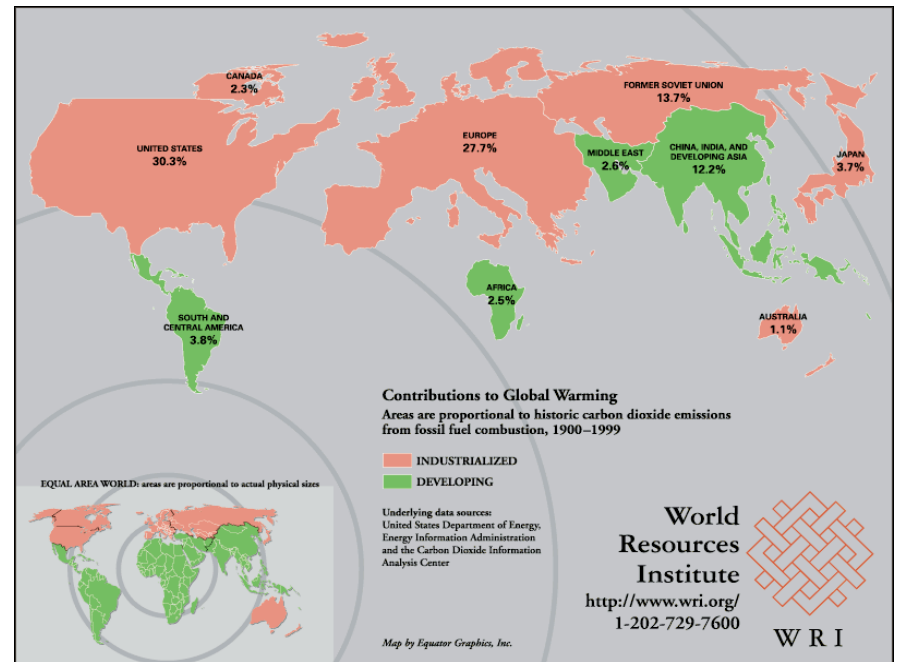 CANADA
2.3%
UNITED STATES
30.3%
EUROPE
27.7%
FORMER SOVIET UNION
13.7%
MIDDLE EAST
2.6%
CHINA, INDIA, AND
DEVELOPING ASIA
12.2%
JAPAN
3.7%
SOUTH AND
CENTRAL AMERICA
3.8%
AFRICA
2.5%
AUSTRALIA
1.1%
Contributions to Global Warming
Areas are proportional to historic carbon dioxide emissions
from fossil fuel combustion, 1900–1999
INDUSTRIALIZED
DEVELOPING
Underlying data sources:
United States Department of Energy,
Energy Information Administration
and the Carbon Dioxide Information
Analysis Center
Map by Equator Graphics, Inc.
EQUAL AREA WORLD: areas are proportional to actual physical sizes
World
Resources
Institute
http://www.wri.org/
1-202-729-7600
WRI